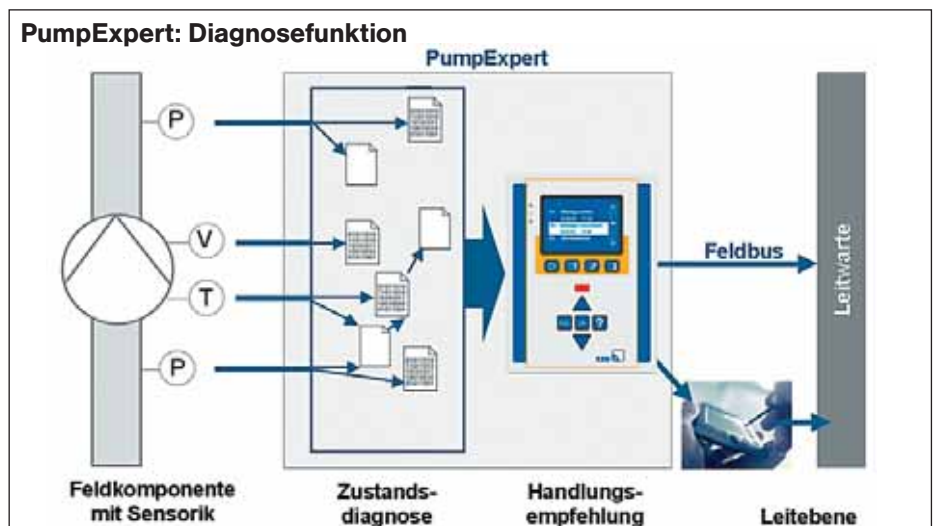 PumpExpert: Diagnosefunktion
PumpExpert
P
V
T
P
Feldbus
Leitwarte
Feldkomponente
mit Sensorik
Zustands-
diagnose
Handlungs-
empfehlung
Leitebene